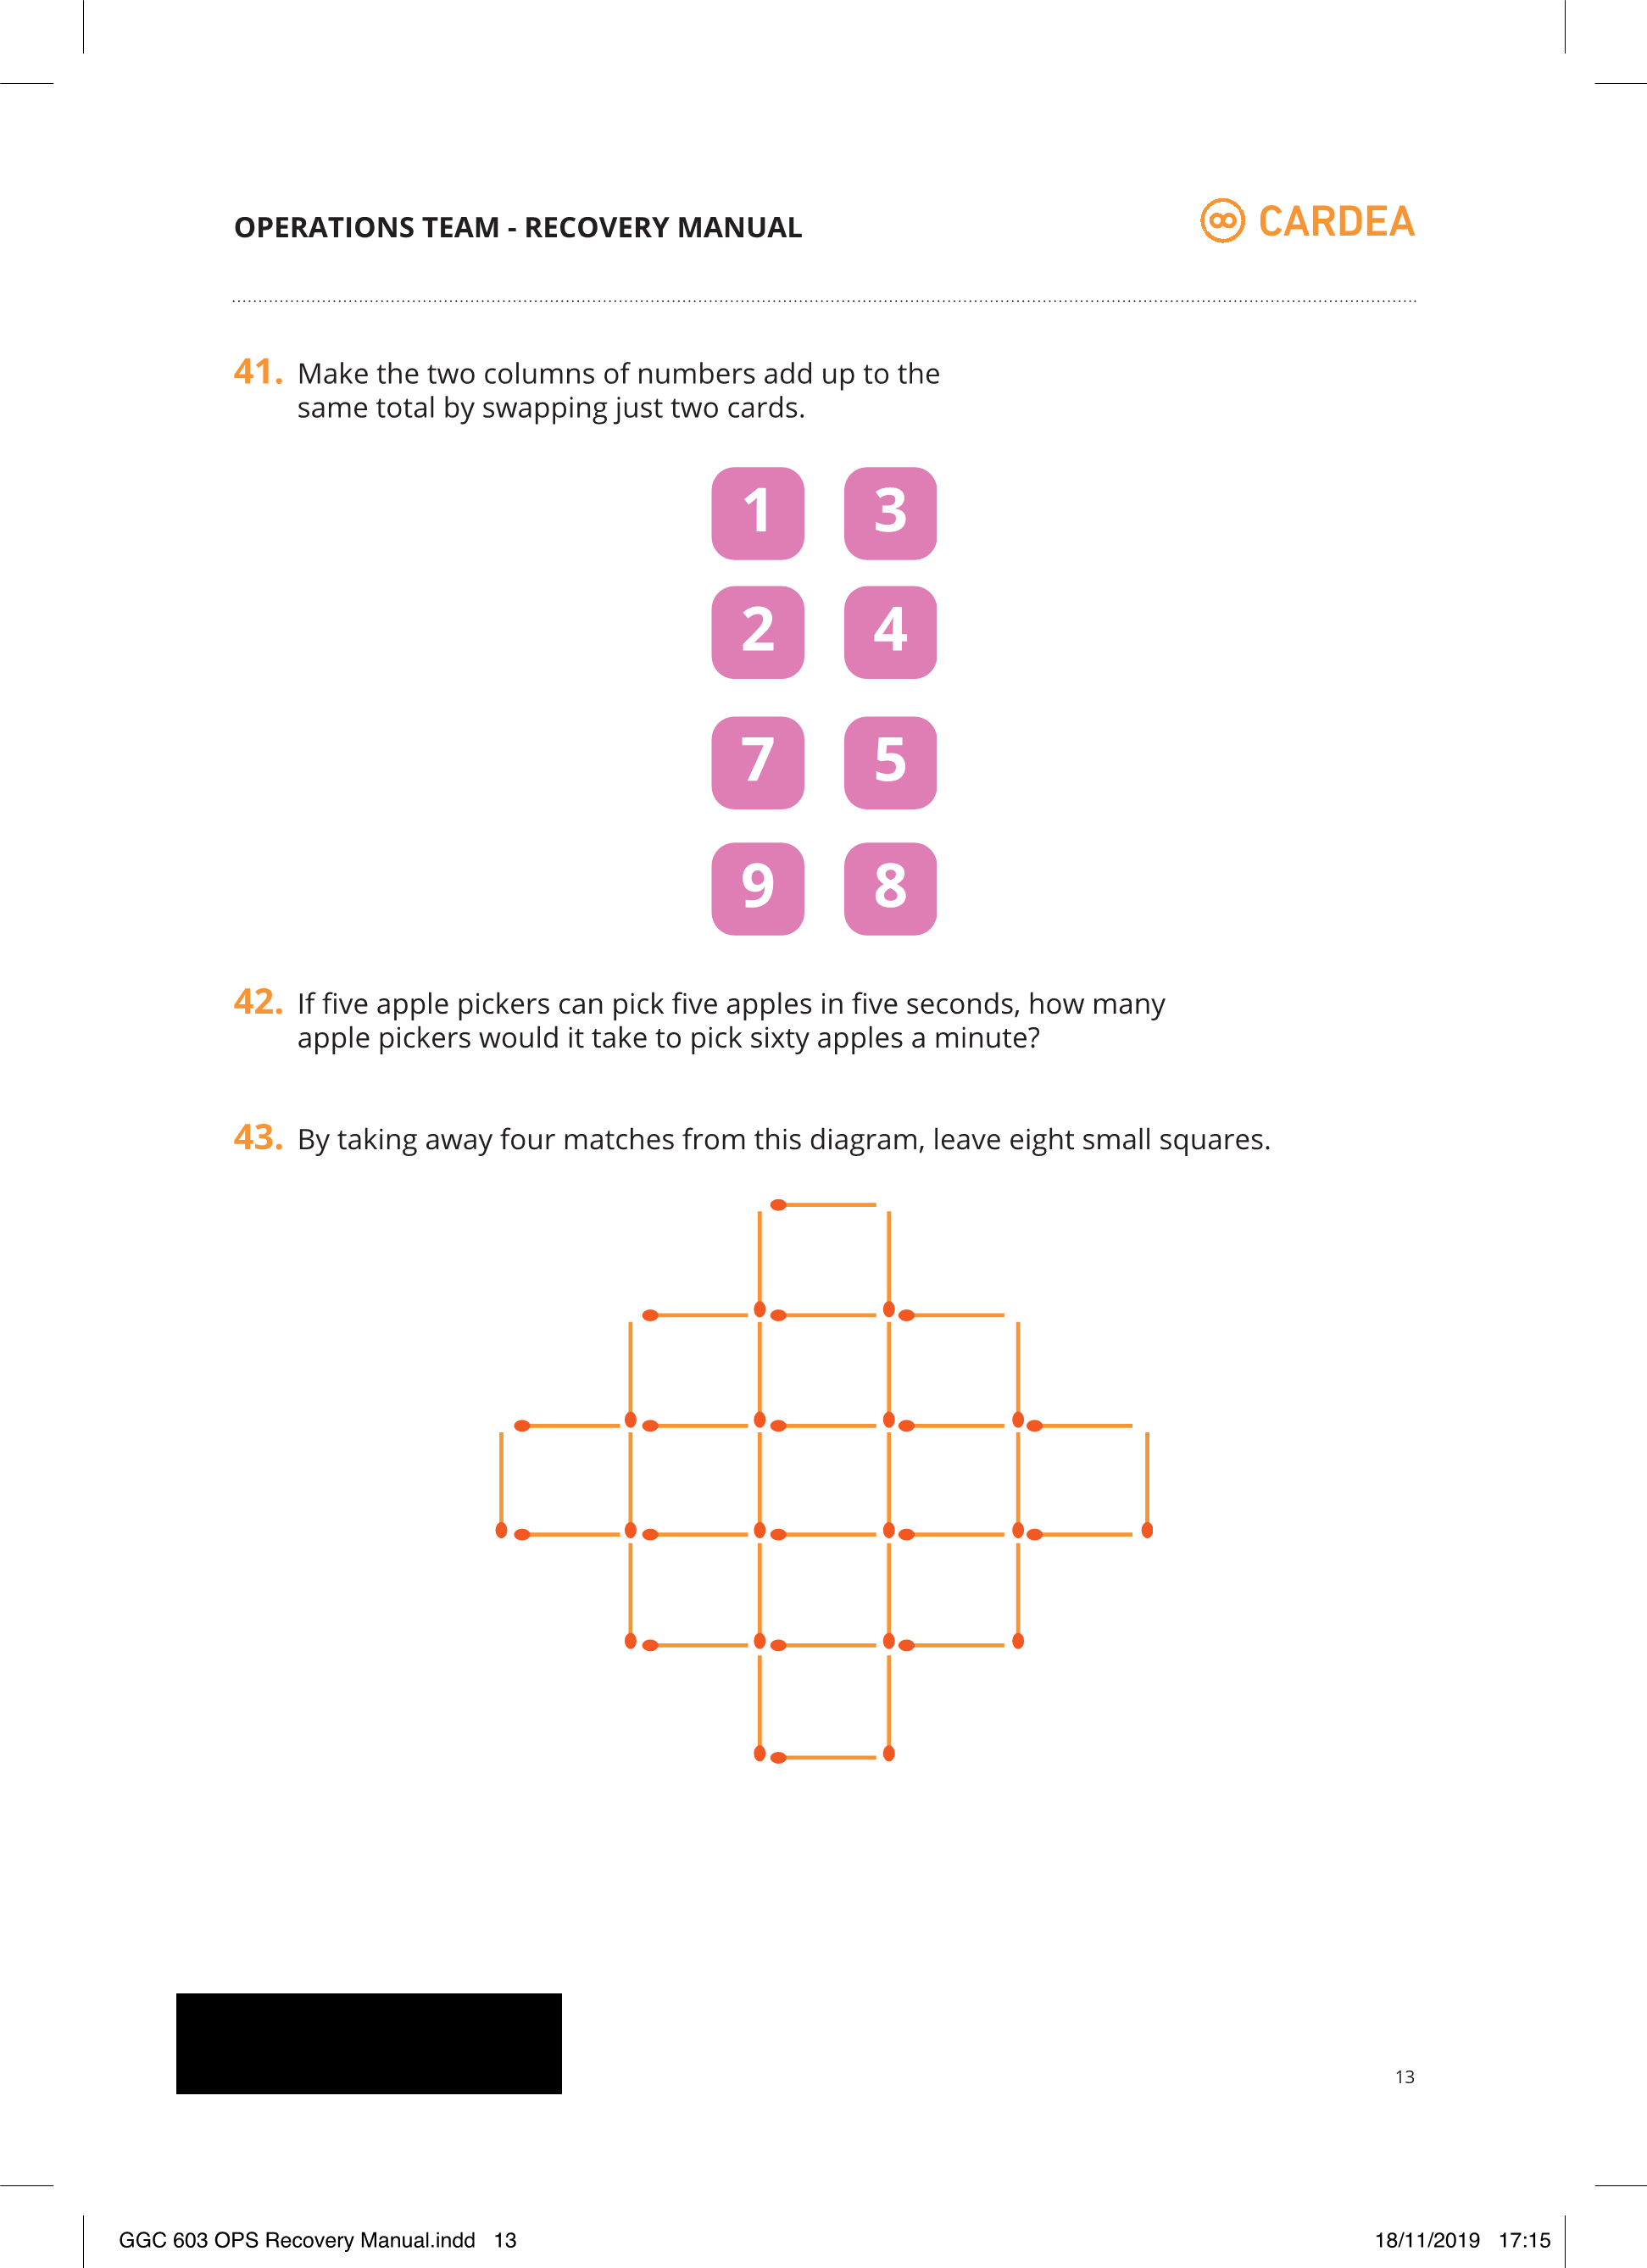 OPERATIONS TEAM - RECOVERY MANUAL
CARDEA
41. Make the two columns of numbers add up to the
same total by swapping just two cards.
1 3
2 4
7 5
9 8
42. If five apple pickers can pick five apples in five seconds, how many
apple pickers would it take to pick sixty apples a minute?
43. By taking away four matches from this diagram, leave eight small squares.
13
GGC 603 OPS Recovery Manual.indd 13
18/11/2019 17:15